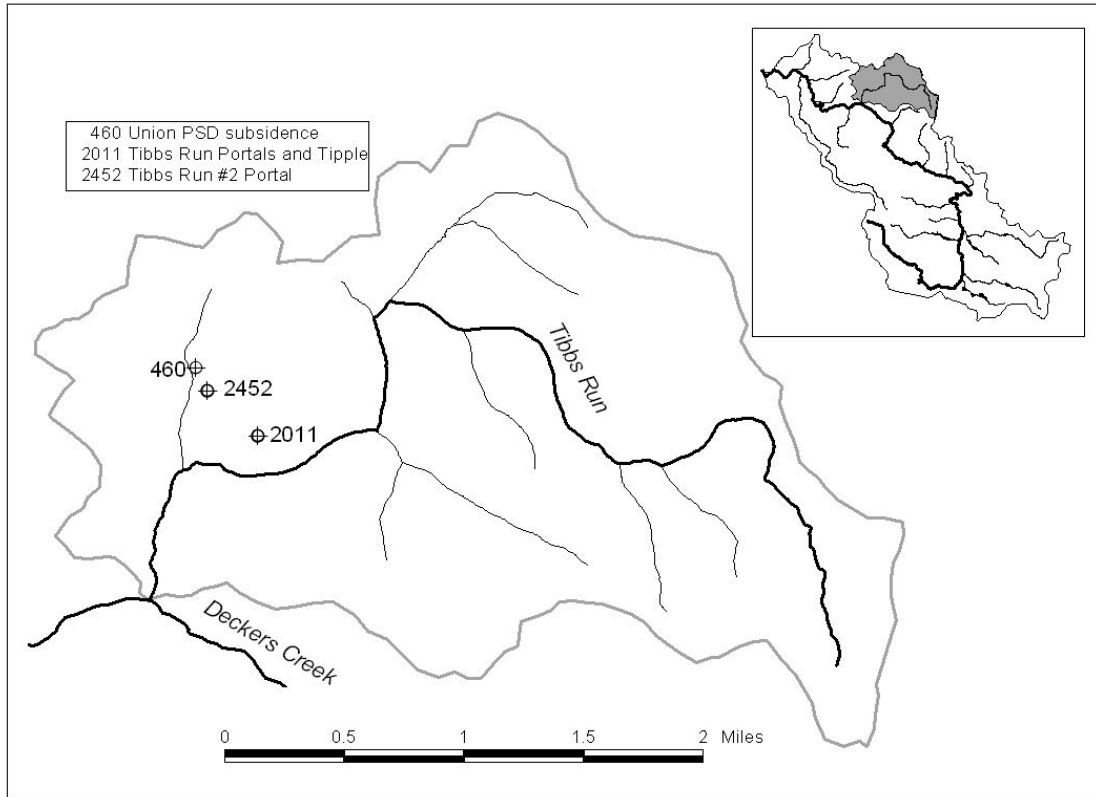 460 Union PSD subsidence
2011 Tibbs Run Portals and Tipple
2452 Tibbs Run #2 Portal
Tibbs Run
460
2452
2011
Deckers Creek
0 0.5 1 1.5 2 Miles